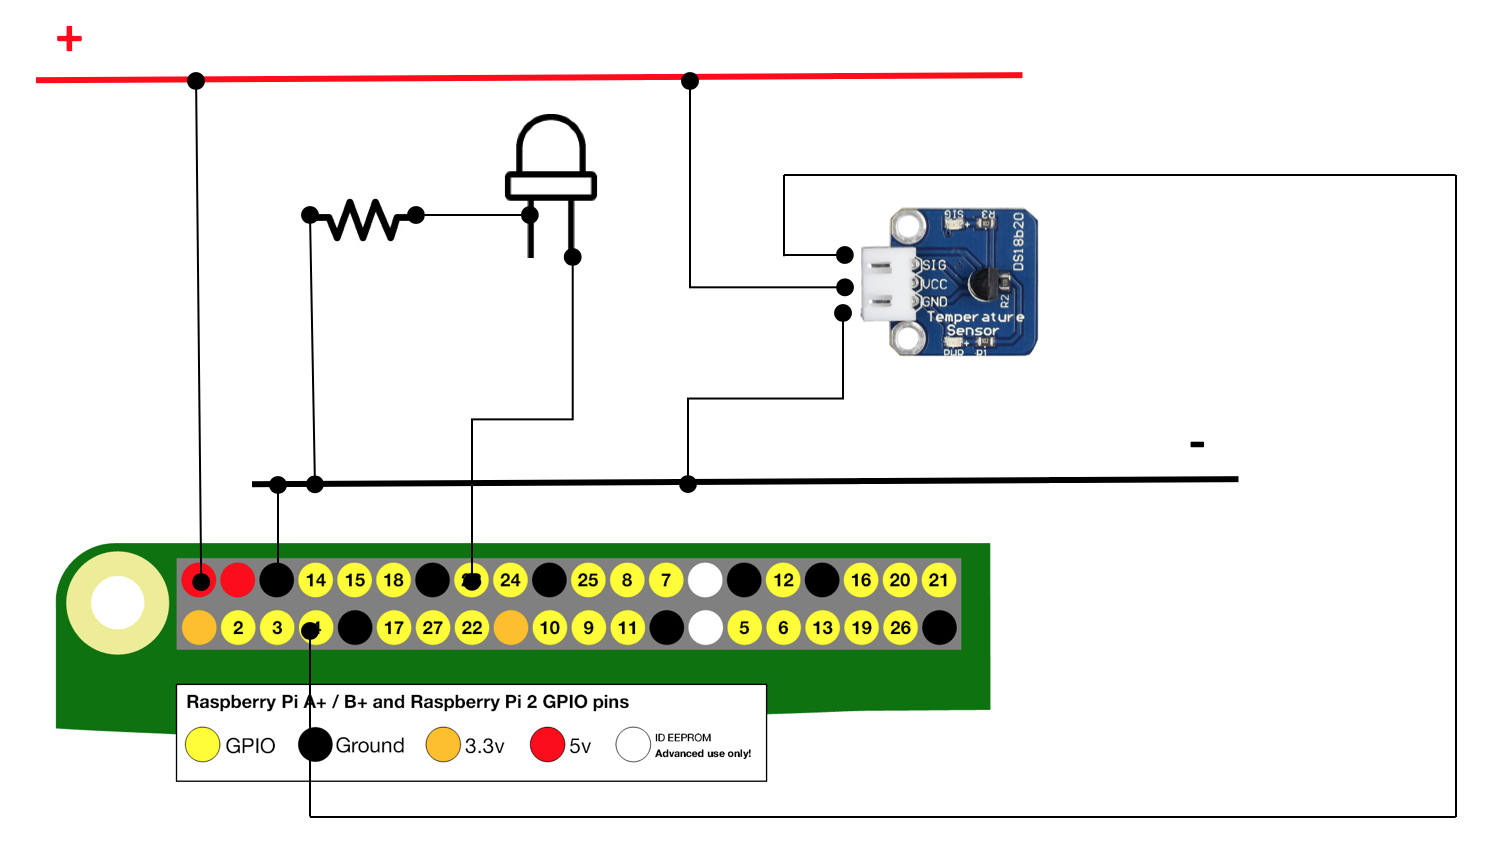 +
SIG
R3
DS18b20
SIG
VCC
GND
R2
Temperature
Sensor
PWR
R1
-
14 15 18 23 24 25 8 7 12 16 20 21
2 3 4 17 27 22 10 9 11 5 6 13 19 26
Raspberry Pi A+ / B+ and Raspberry Pi 2 GPIO pins
GPIO Ground 3.3v 5v ID EEPROM
Advanced use only!